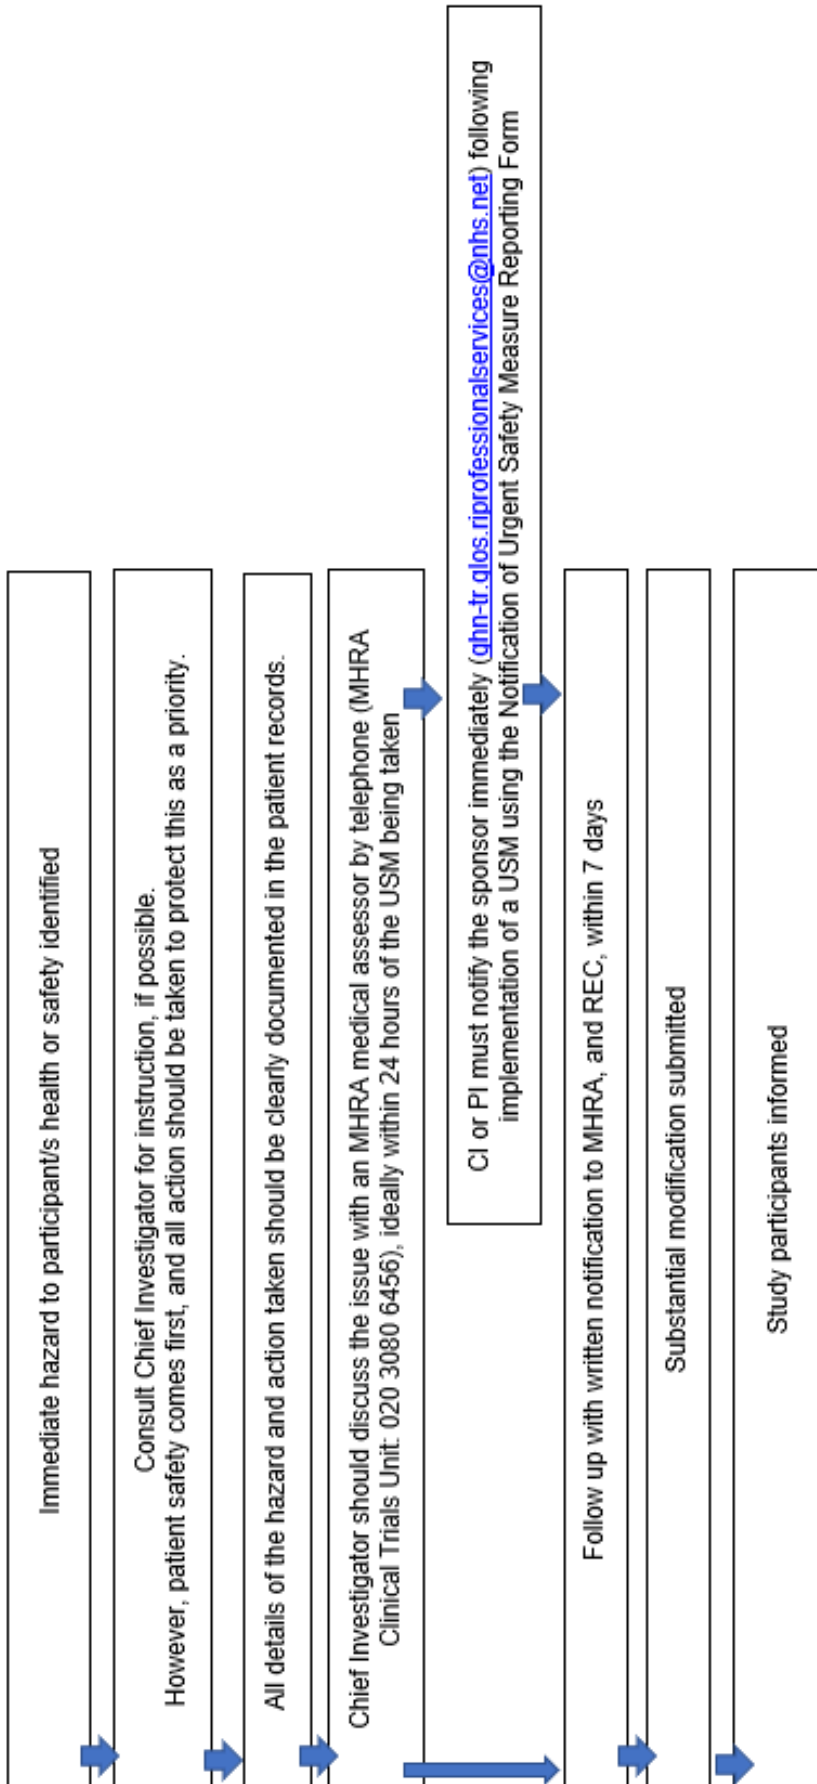 Immediate hazard to participant/s health or safety identified
Consult Chief Investigator for instruction, if possible.
However, patient safety comes first, and all action should be taken to protect this as a priority.
All details of the hazard and action taken should be clearly documented in the patient records.
Chief Investigator should discuss the issue with an MHRA medical assessor by telephone (MHRA
Clinical Trials Unit: 020 3080 6456), ideally within 24 hours of the USM being taken
CI or PI must notify the sponsor immediately (ghn-tr.glos.riprofessionalservices@nhs.net) following
implementation of a USM using the Notification of Urgent Safety Measure Reporting Form
Follow up with written notification to MHRA, and REC, within 7 days
Substantial modification submitted
Study participants informed